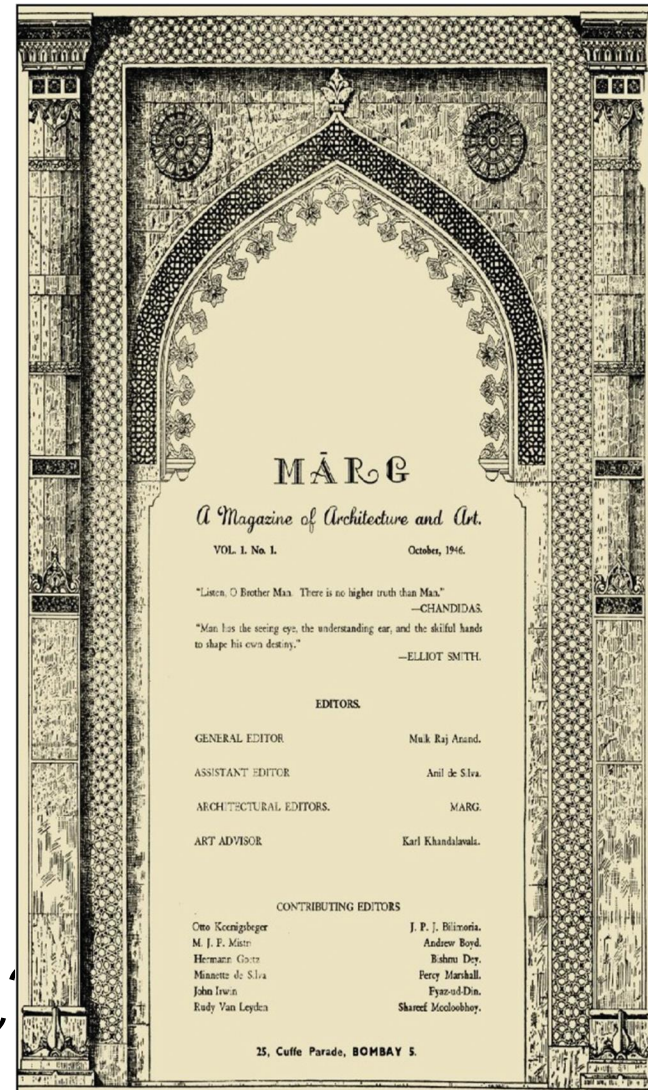 MĀRG
A Magazine of Architecture and Art.
VOL. 1. No. 1. October, 1946.
"Listen, O Brother Man. There is no higher truth than Man."
—CHANDIDAS.
"Man has the seeing eye, the understanding ear, and the skilful hands
to shape his own destiny."
—ELLIOT SMITH.
EDITORS.
GENERAL EDITOR Mulk Raj Anand.
ASSISTANT EDITOR Anil de Silva.
ARCHITECTURAL EDITORS. MARG.
ART ADVISOR Karl Khandalavala.
CONTRIBUTING EDITORS
Otto Koenigsbeger J. P. J. Bilimoria.
M. J. P. Mistri Andrew Boyd.
Hermann Goetz Bishnu Dey.
Minnette de Silva Percy Marshall.
John Irwin Fyaz-ud-Din.
Rudy Van Leyden Shareef Mooloobhoy.
25, Cuffe Parade, BOMBAY 5.